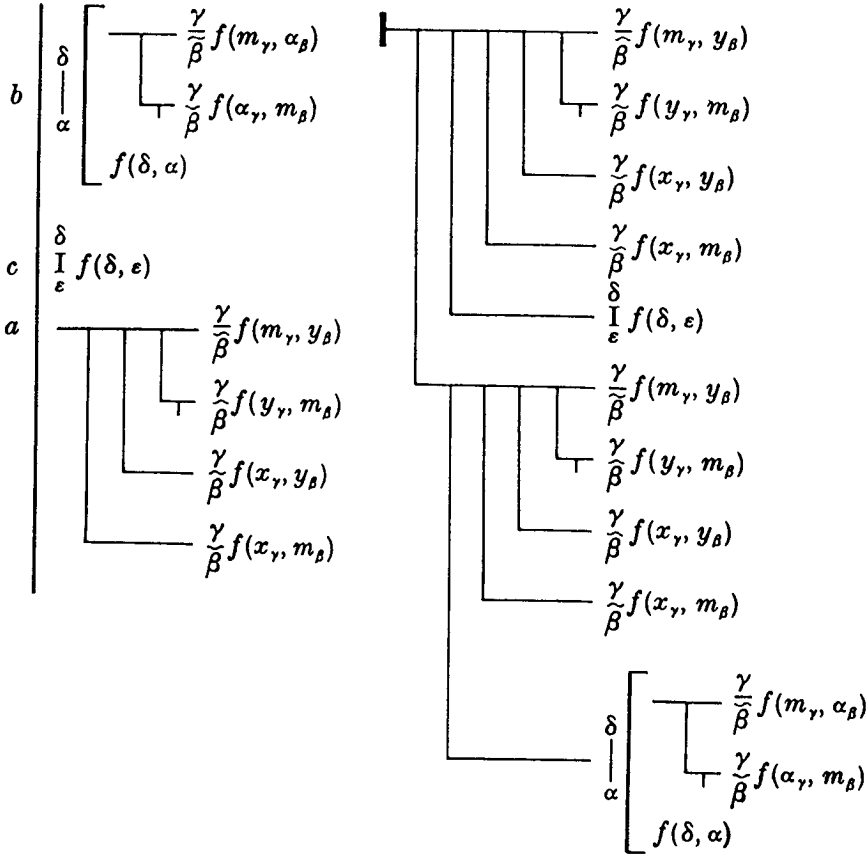 γ
β f(m_γ, α_β)
δ
b
γ
β f(α_γ, m_β)
α
f(δ, α)
δ
c I f(δ, ε)
ε
a
γ
β f(m_γ, y_β)
γ
β f(y_γ, m_β)
γ
β f(x_γ, y_β)
γ
β f(x_γ, m_β)
γ
β f(m_γ, y_β)
γ
β f(y_γ, m_β)
γ
β f(x_γ, y_β)
γ
β f(x_γ, m_β)
δ
I f(δ, ε)
ε
γ
β f(m_γ, y_β)
γ
β f(y_γ, m_β)
γ
β f(x_γ, y_β)
γ
β f(x_γ, m_β)
γ
β f(m_γ, α_β)
δ
γ
β f(α_γ, m_β)
α
f(δ, α)